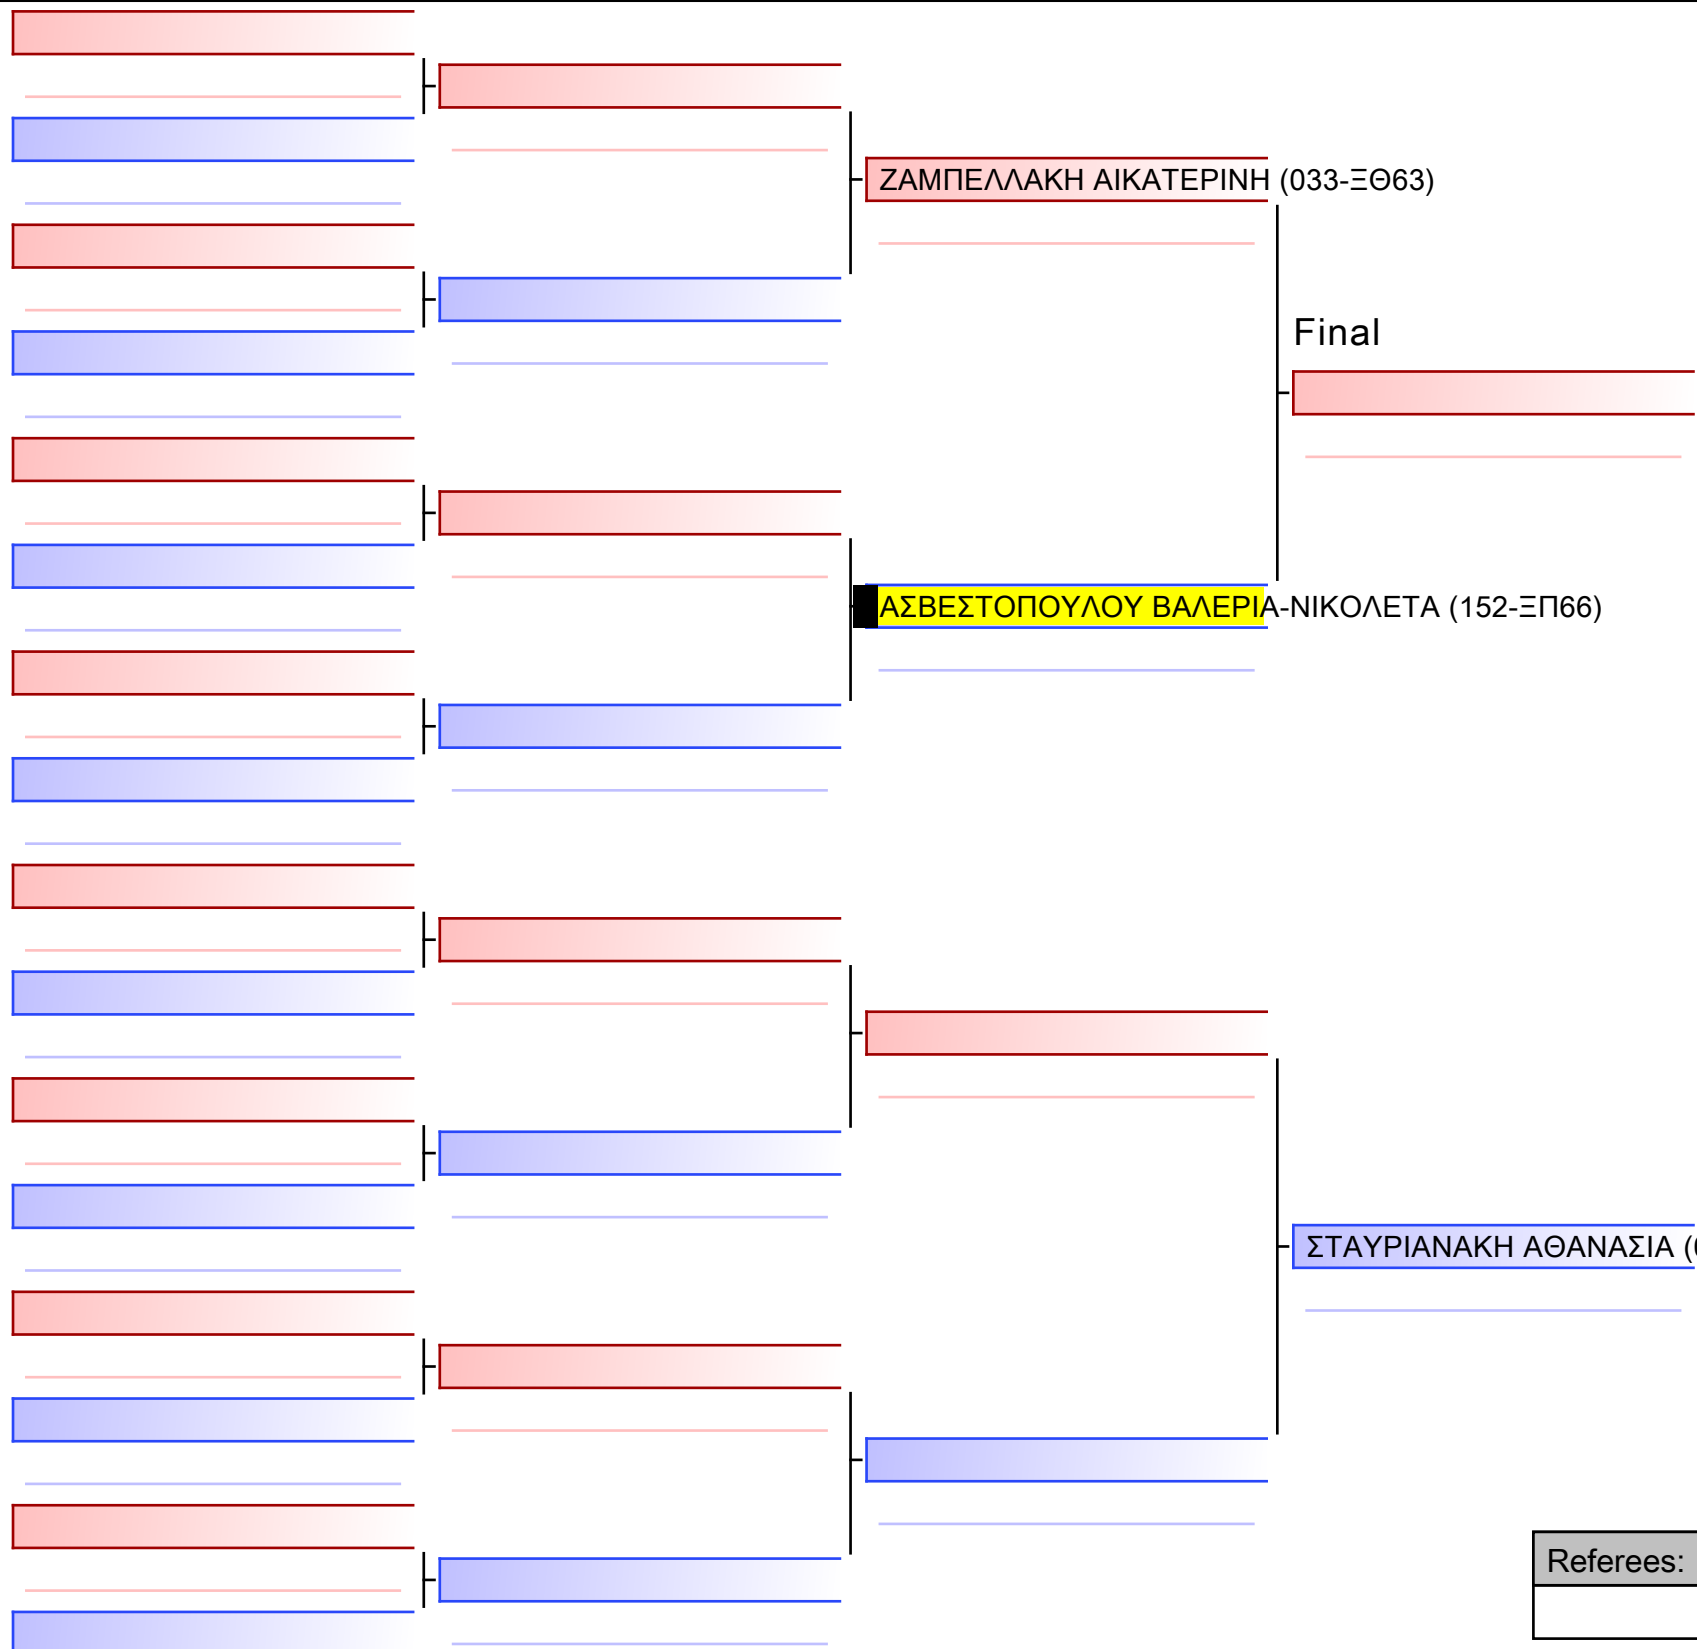 ΖΑΜΠΕΛΛΑΚΗ ΑΙΚΑΤΕΡΙΝΗ (033-ΞΘ63)
Final
ΑΣΒΕΣΤΟΠΟΥΛΟΥ ΒΑΛΕΡΙΑ-ΝΙΚΟΛΕΤΑ (152-ΞΠ66)
ΣΤΑΥΡΙΑΝΑΚΗ ΑΘΑΝΑΣΙΑ
Referees: